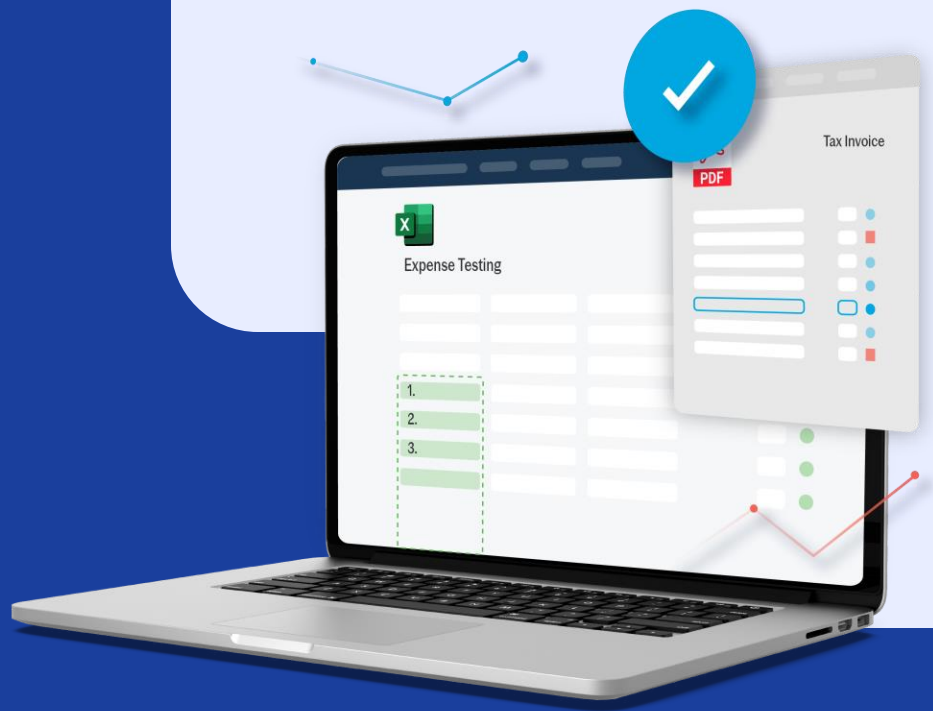 Tax Invoice
PDF
X
Expense Testing
1.
2.
3.